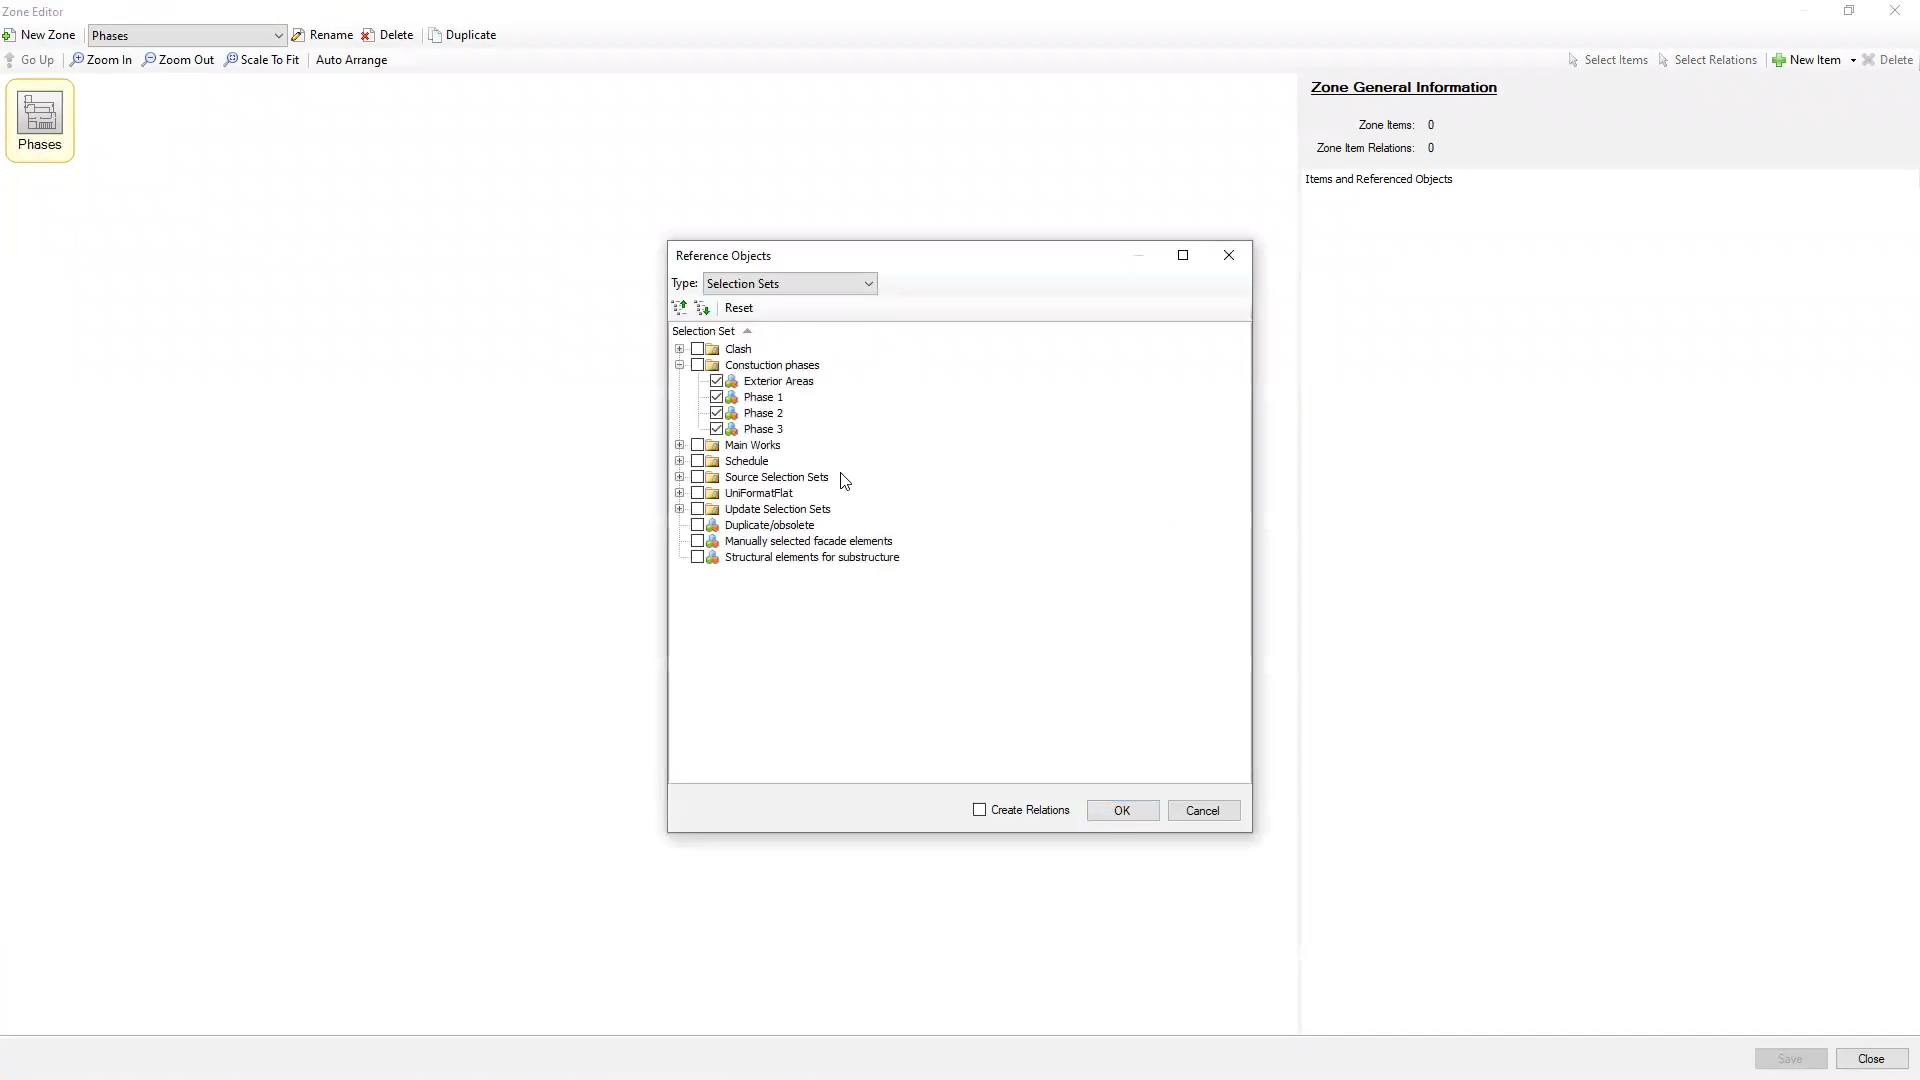 Zone Editor
New Zone Phases Rename Delete Duplicate
Go Up Zoom In Zoom Out Scale To Fit Auto Arrange Select Items Select Relations New Item Delete
Phases
Zone General Information
Zone Items: 0
Zone Item Relations: 0
Items and Referenced Objects
Reference Objects
Type: Selection Sets
Reset
Selection Set
Clash
Constuction phases
Exterior Areas
Phase 1
Phase 2
Phase 3
Main Works
Schedule
Source Selection Sets
UniFormatFlat
Update Selection Sets
Duplicate/obsolete
Manually selected facade elements
Structural elements for substructure
Create Relations OK Cancel
Save Close